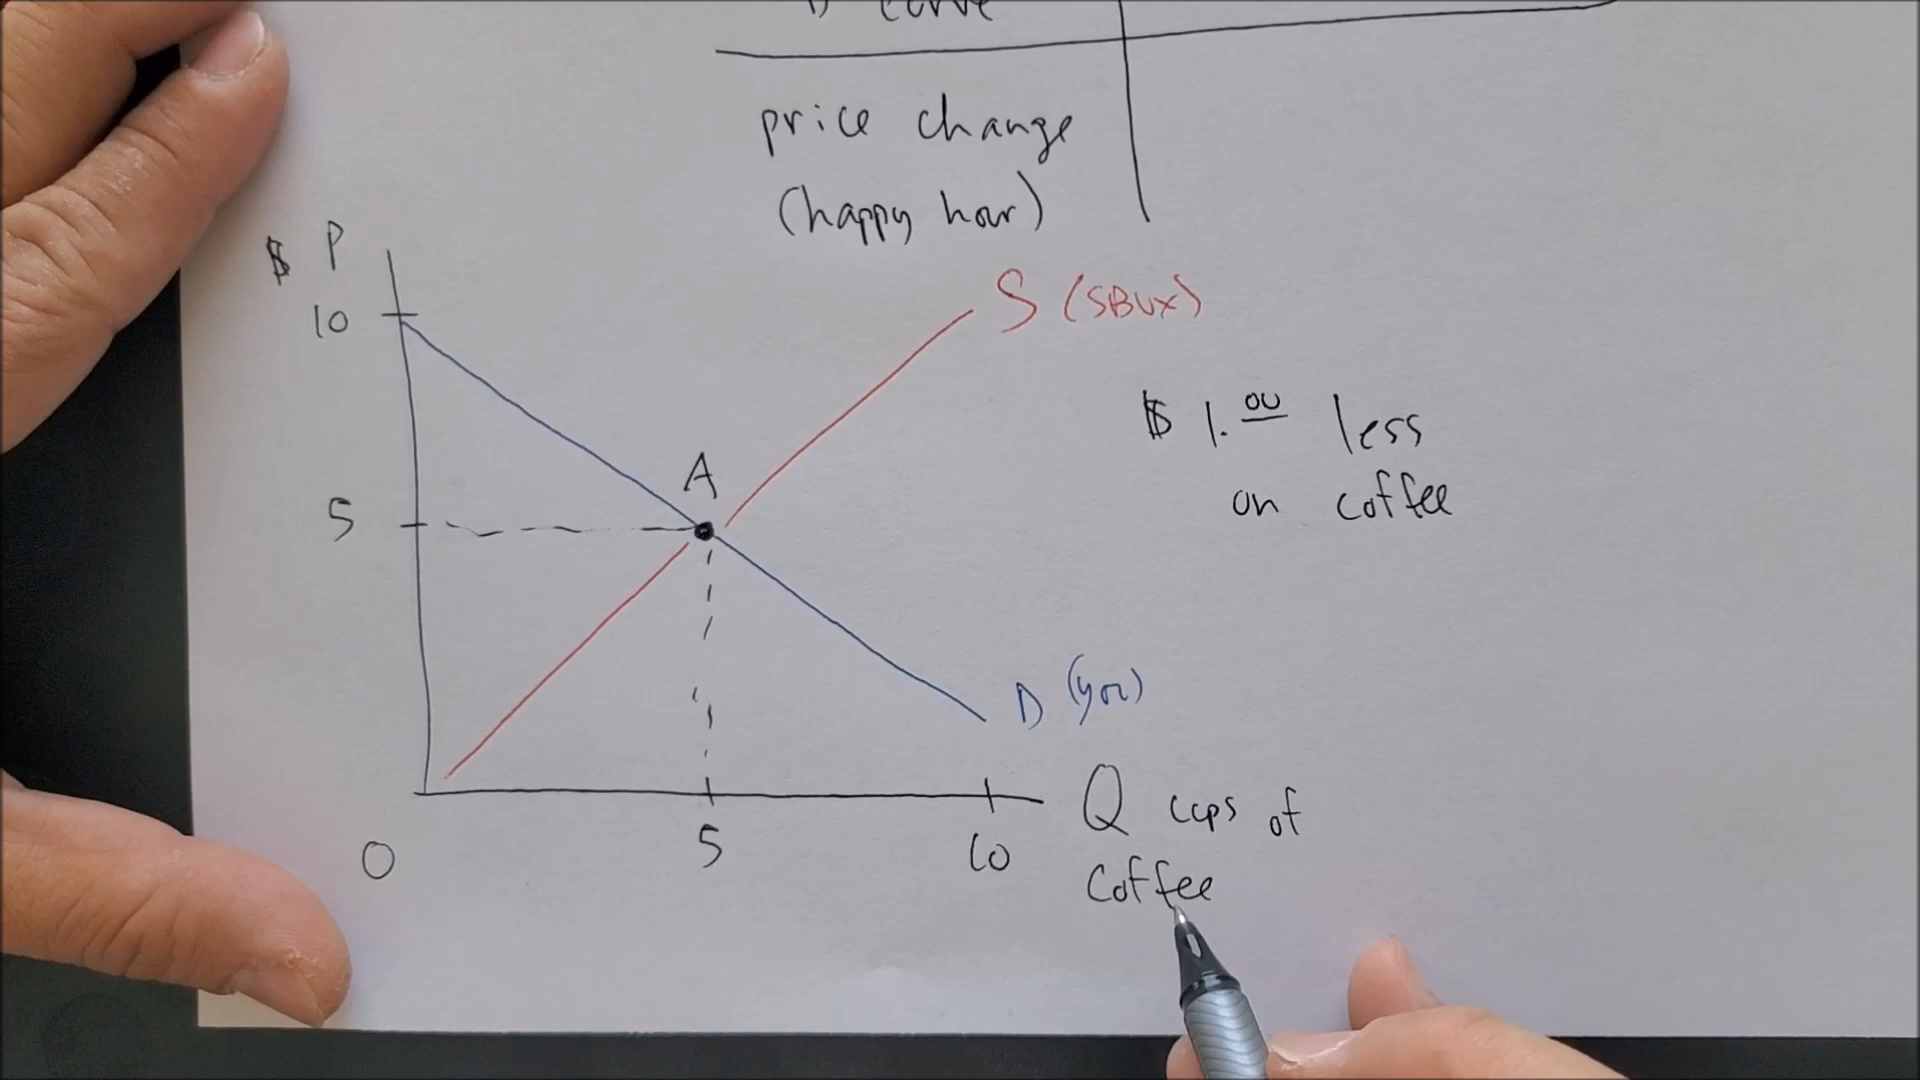 D curve
price change
(happy hour)
$ P
10
S (SBUX)
$ 1.00 less
on coffee
A
5
D (you)
Q cups of
Coffee
0
5
10